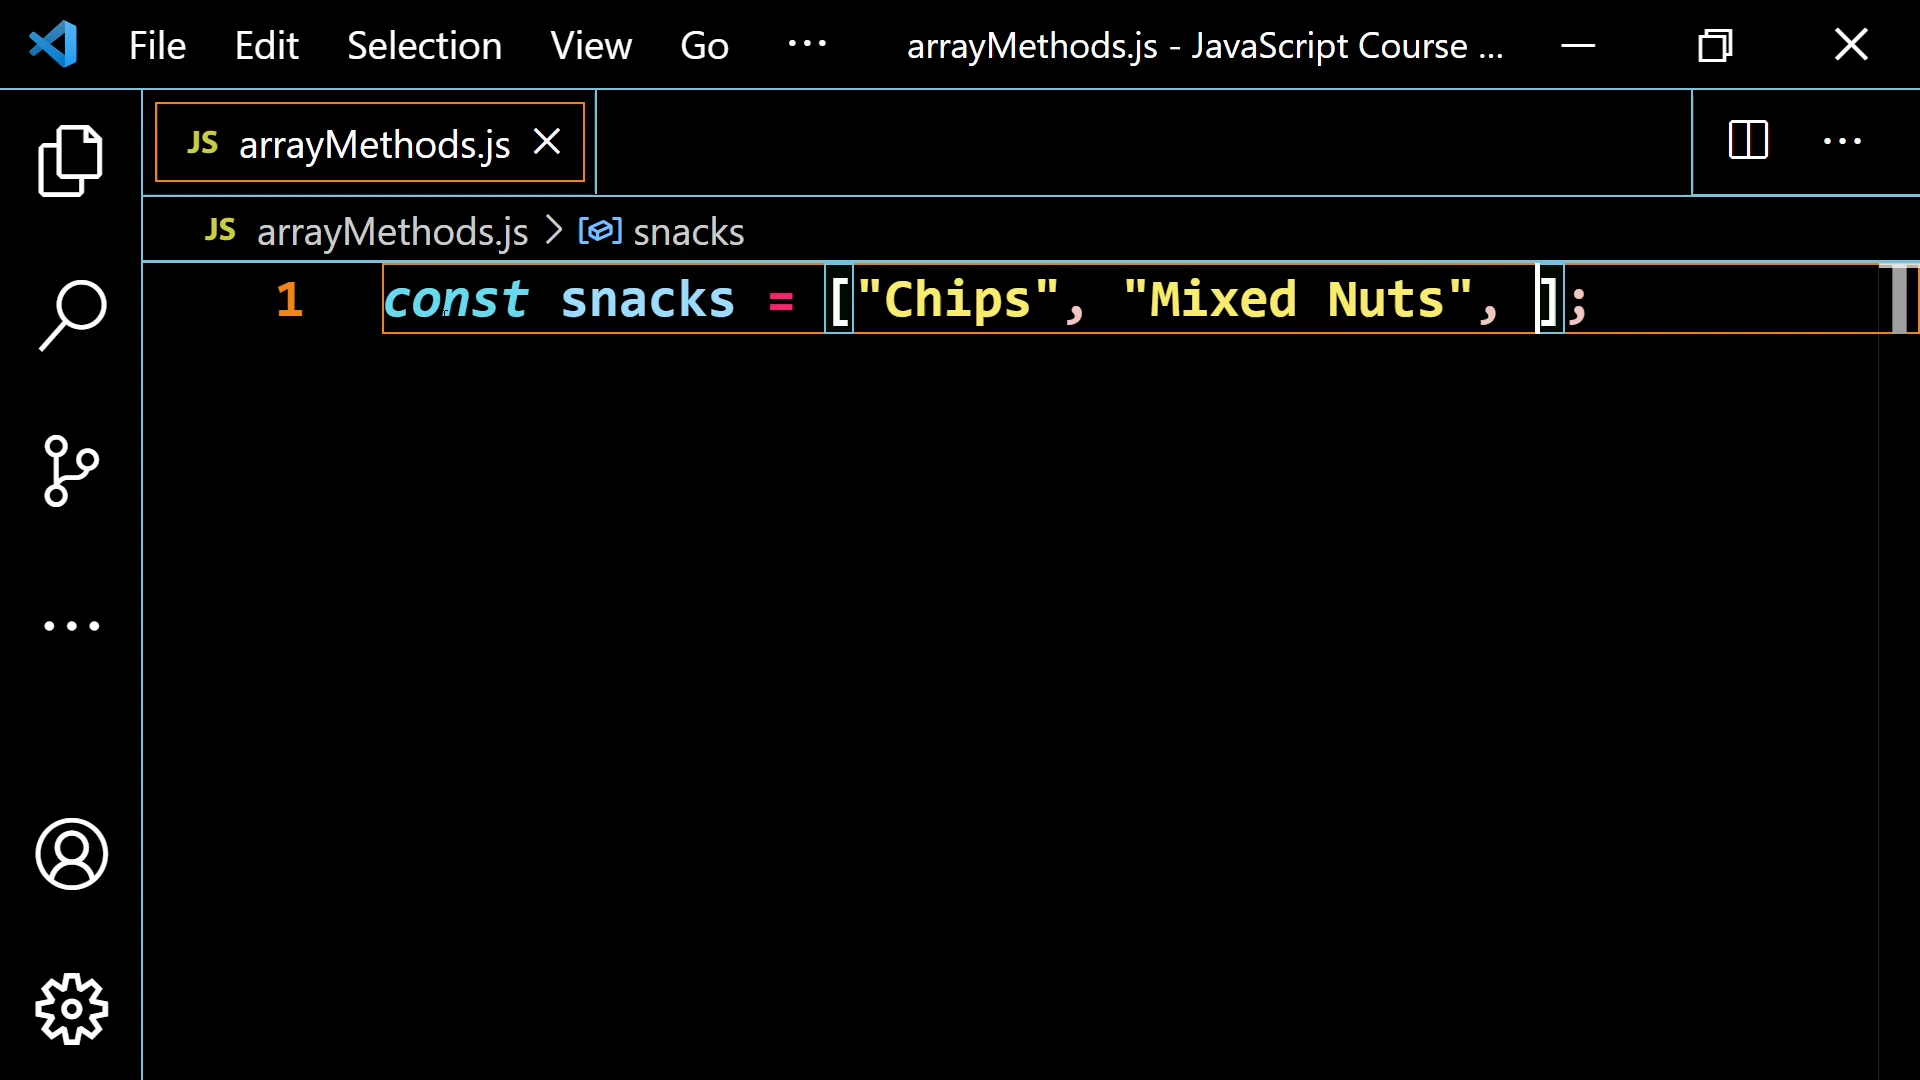 File Edit Selection View Go ··· arrayMethods.js - JavaScript Course ...
JS arrayMethods.js
JS arrayMethods.js > snacks
1 const snacks = ["Chips", "Mixed Nuts", ];